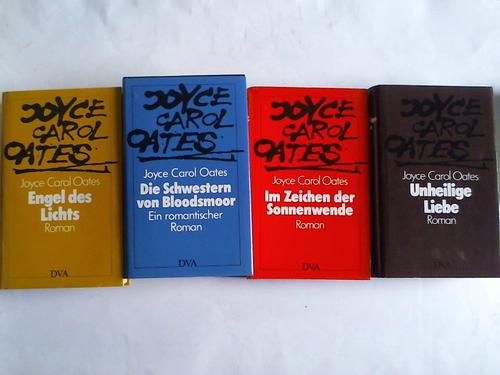 JOYCE
CAROL
OATES
Joyce Carol Oates
Engel des
Lichts
Roman
DVA
JOYCE
CAROL
OATES
Joyce Carol Oates
Die Schwestern
von Bloodsmoor
Ein romantischer
Roman
DVA
JOYCE
CAROL
OATES
Joyce Carol Oates
Im Zeichen der
Sonnenwende
Roman
DVA
JOYCE
CAROL
OATES
Joyce Carol Oates
Unheilige
Liebe
Roman
DVA